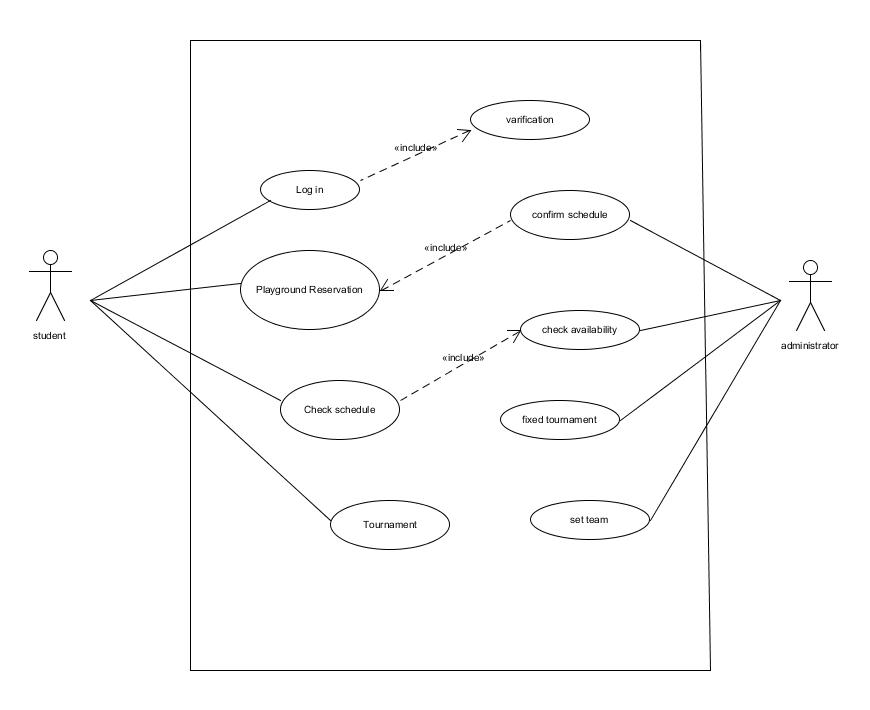 varification
«include»
Log in
confirm schedule
«include»
Playground Reservation
student
check availability
administrator
«include»
Check schedule
fixed tournament
Tournament
set team